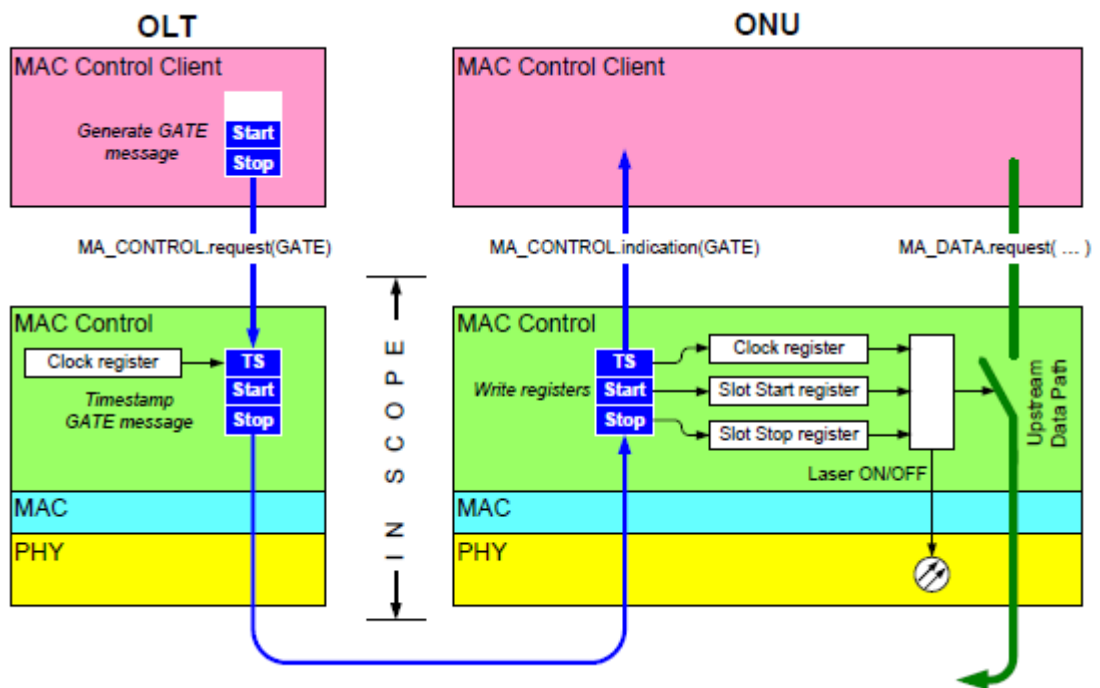 OLT
MAC Control Client
Generate GATE
message
Start
Stop
MA_CONTROL.request(GATE)
MAC Control
Clock register
TS
Start
Stop
Timestamp
GATE message
MAC
PHY
IN SCOPE
ONU
MAC Control Client
MA_CONTROL.indication(GATE)
MA_DATA.request( ... )
MAC Control
Write registers
TS
Start
Stop
Clock register
Slot Start register
Slot Stop register
Laser ON/OFF
Upstream
Data Path
MAC
PHY